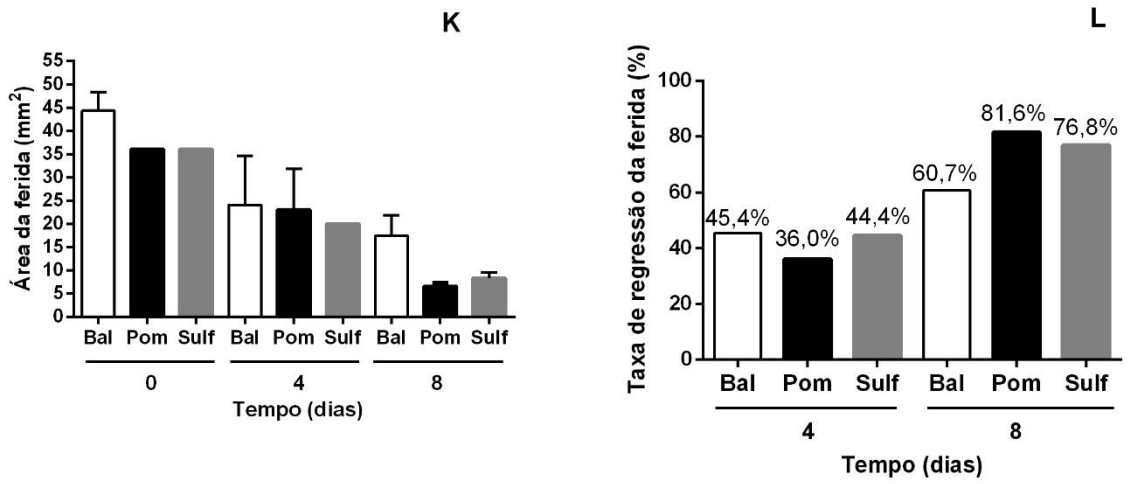 K
Área da ferida (mm²)
55
50
45
40
35
30
25
20
15
10
5
0
Bal Pom Sulf Bal Pom Sulf Bal Pom Sulf
0 4 8
Tempo (dias)
L
Taxa de regressão da ferida (%)
100
80
60
40
20
0
45,4% 36,0% 44,4% 60,7% 81,6% 76,8%
Bal Pom Sulf Bal Pom Sulf
4 8
Tempo (dias)